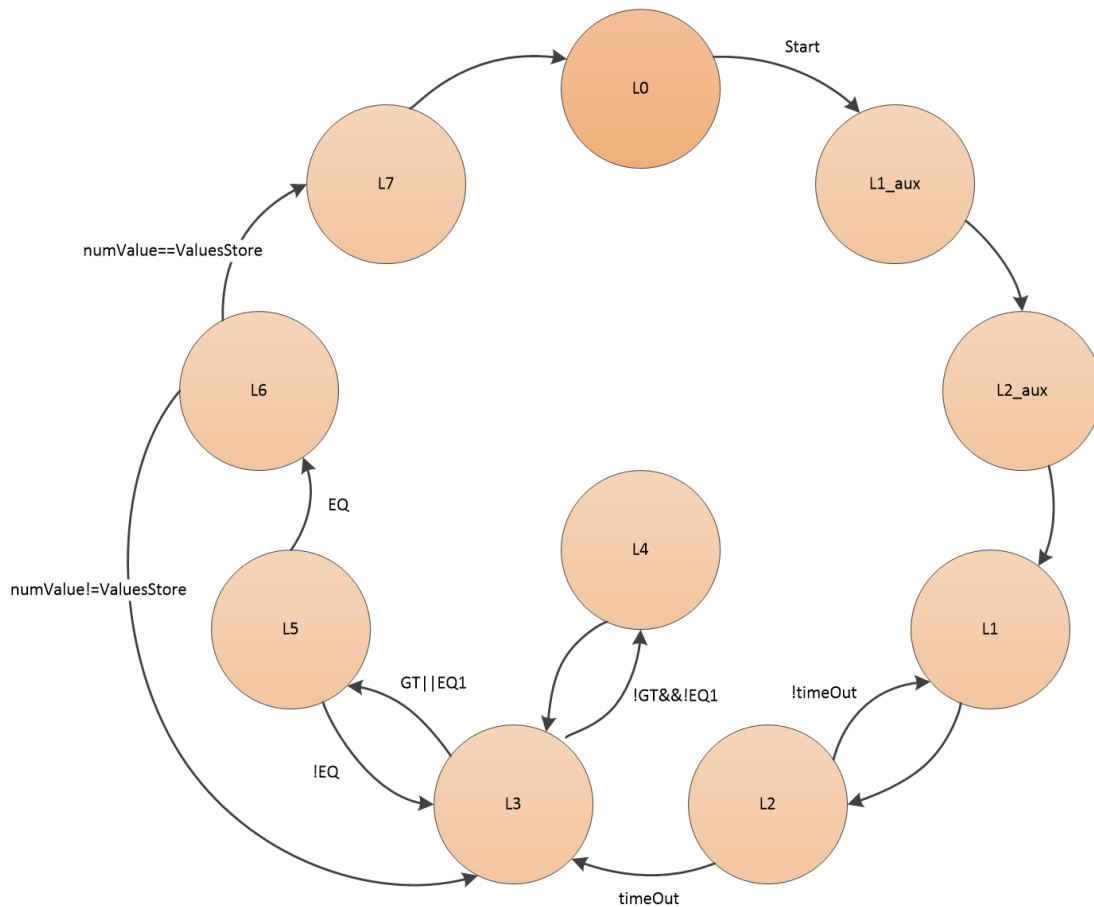 Start
L0
L7
L1_aux
numValue==ValuesStore
L6
L2_aux
EQ
L4
numValue!=ValuesStore
L5
L1
GT||EQ1
!GT&&!EQ1
!timeOut
!EQ
L3
L2
timeOut